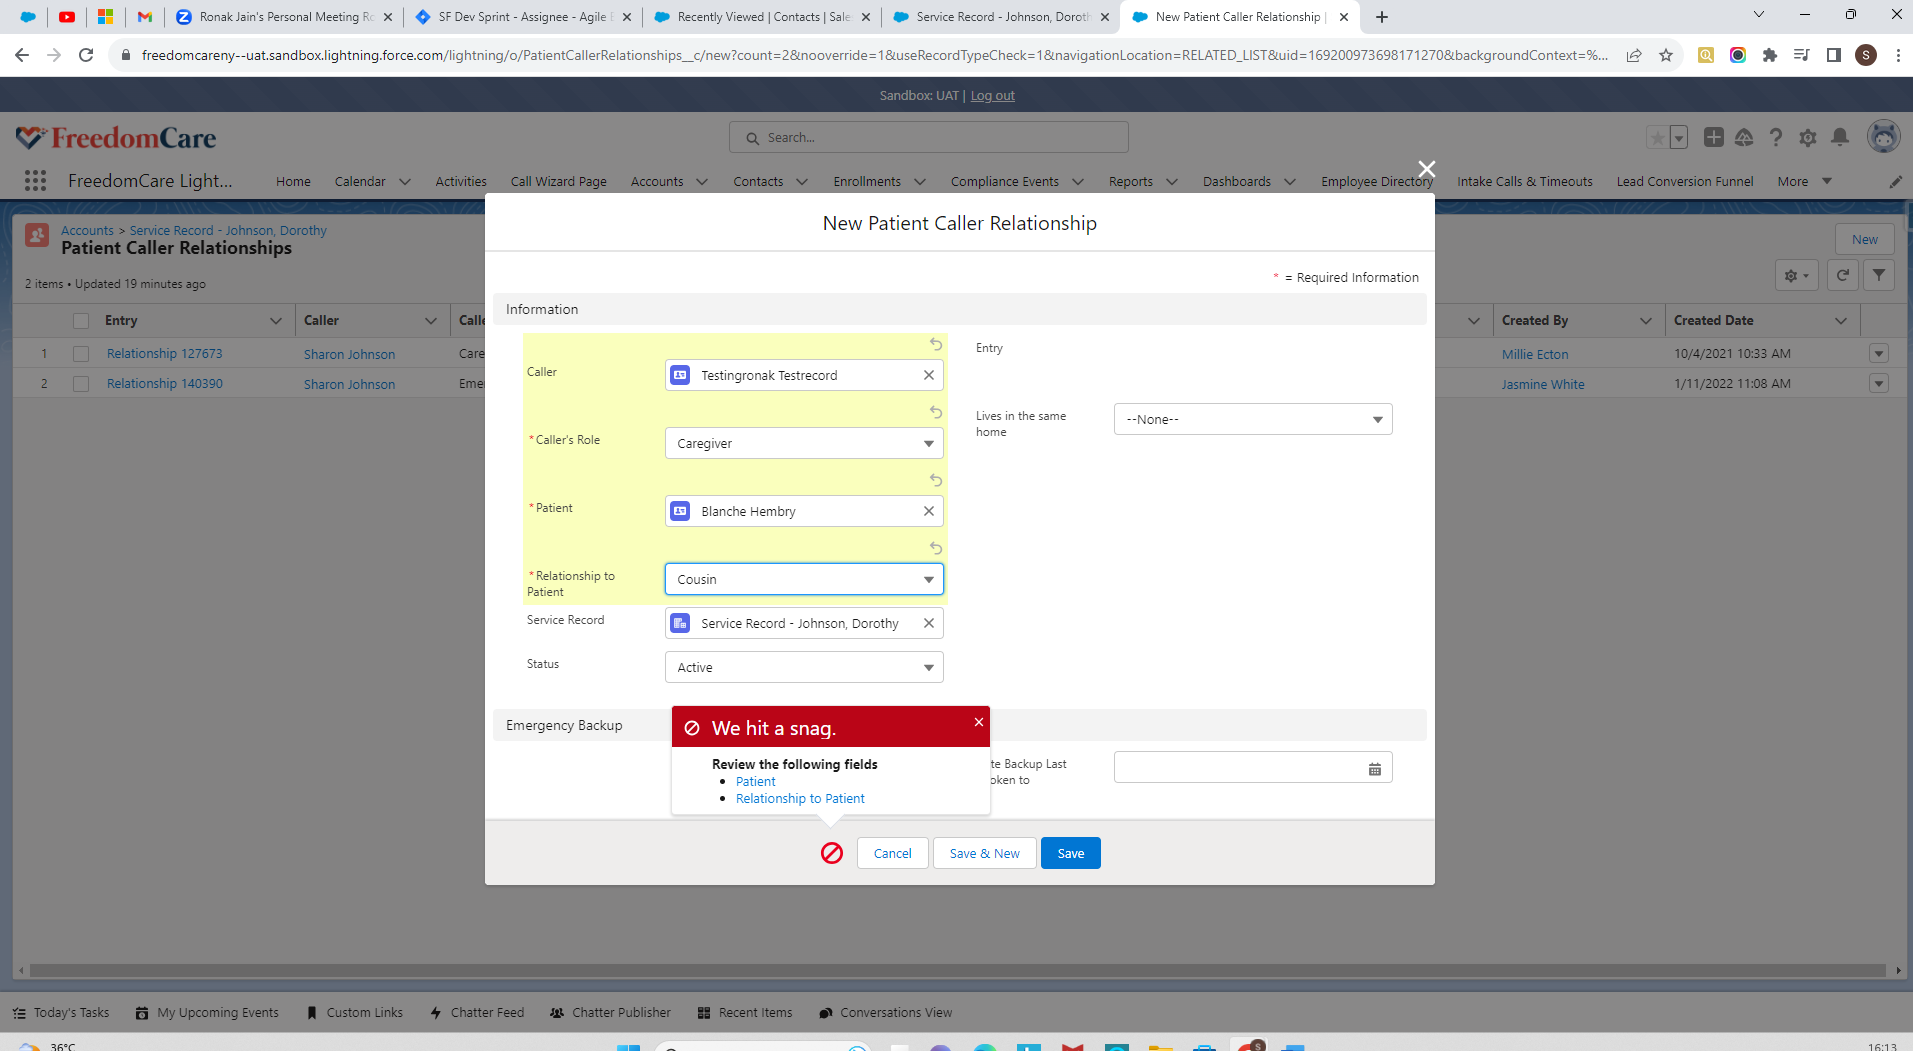 Ronak Jain's Personal Meeting Ro
SF Dev Sprint - Assignee - Agile
Recently Viewed | Contacts | Sale
Service Record - Johnson, Doroth
New Patient Caller Relationship |
freedomcareny--uat.sandbox.lightning.force.com/lightning/o/PatientCallerRelationships__c/new?count=2&nooverride=1&useRecordTypeCheck=1&navigationLocation=RELATED_LIST&uid=169200973698171270&backgroundContext=%...
S
Sandbox: UAT | Log out
FreedomCare
Search...
FreedomCare Light...
Home
Calendar
Activities
Call Wizard Page
Accounts
Contacts
Enrollments
Compliance Events
Reports
Dashboards
Employee Directory
Intake Calls & Timeouts
Lead Conversion Funnel
More
Accounts > Service Record - Johnson, Dorothy
Patient Caller Relationships
New
2 items • Updated 19 minutes ago
Entry
Caller
Calle
Created By
Created Date
1 Relationship 127673 Sharon Johnson Care Millie Ecton 10/4/2021 10:33 AM
2 Relationship 140390 Sharon Johnson Eme Jasmine White 1/11/2022 11:08 AM
New Patient Caller Relationship
* = Required Information
Information
Caller
Testingronak Testrecord
Entry
*Caller's Role
Caregiver
Lives in the same
home
--None--
*Patient
Blanche Hembry
*Relationship to
Patient
Cousin
Service Record
Service Record - Johnson, Dorothy
Status
Active
Emergency Backup
We hit a snag.
Review the following fields
• Patient
• Relationship to Patient
te Backup Last
oken to
Cancel
Save & New
Save
Today's Tasks
My Upcoming Events
Custom Links
Chatter Feed
Chatter Publisher
Recent Items
Conversations View
36°C
16:13